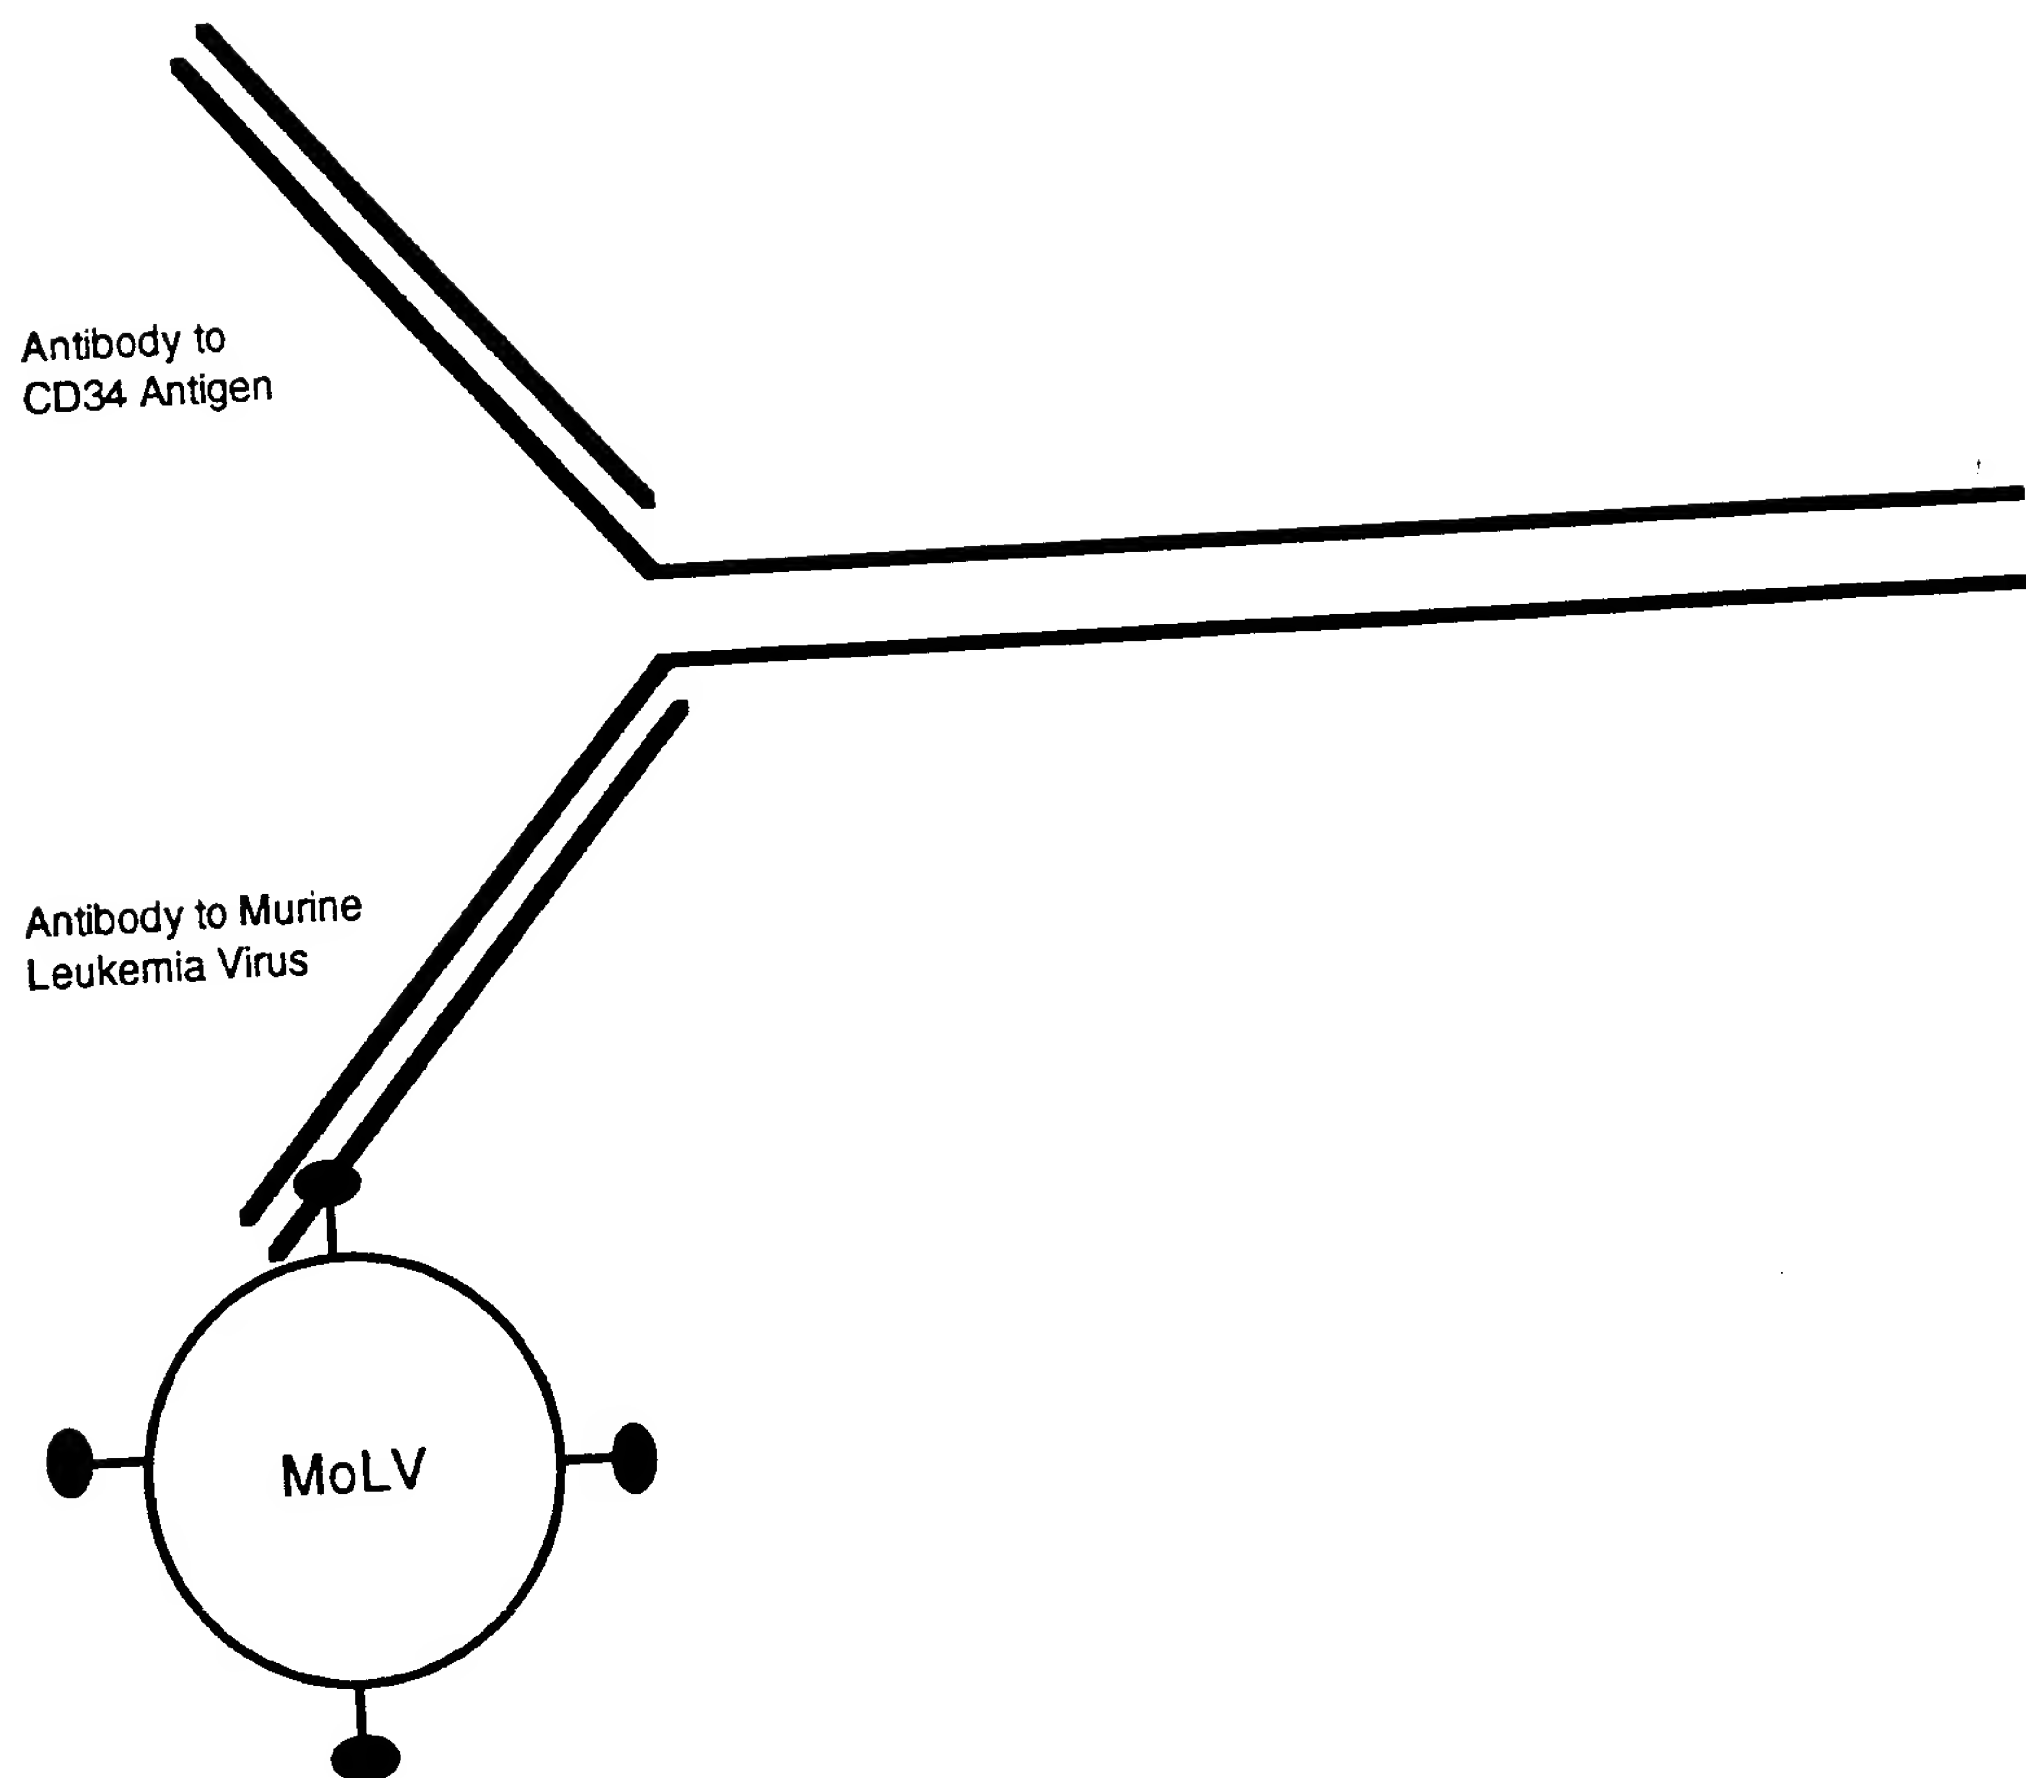 Antibody to
CD34 Antigen
Antibody to Murine
Leukemia Virus
MoLV